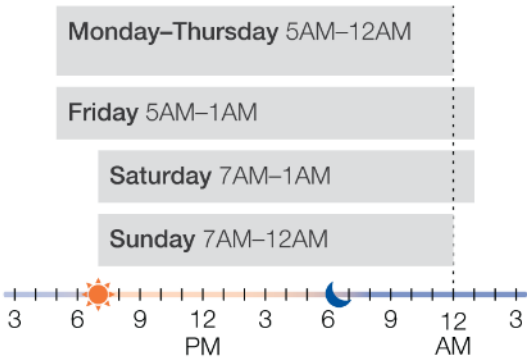 Monday–Thursday 5AM–12AM
Friday 5AM–1AM
Saturday 7AM–1AM
Sunday 7AM–12AM
3 6 9 12 3 6 9 12 3
PM AM